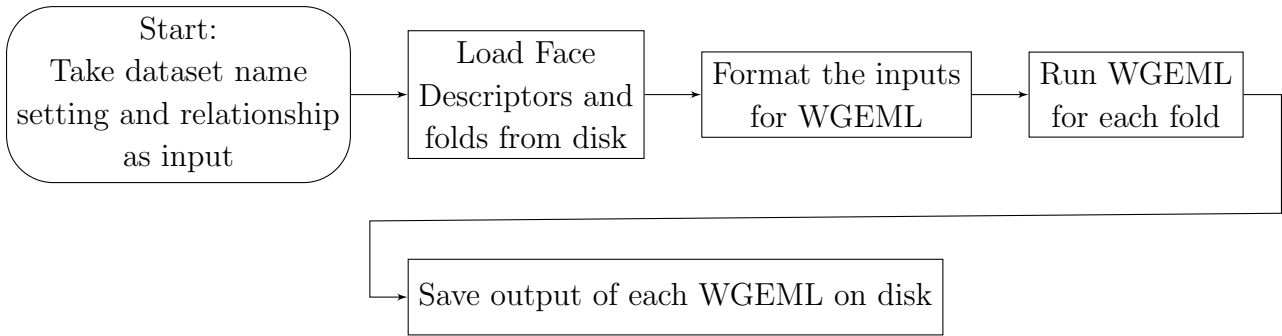 Start:
Take dataset name
setting and relationship
as input
Load Face
Descriptors and
folds from disk
Format the inputs
for WGEML
Run WGEML
for each fold
Save output of each WGEML on disk